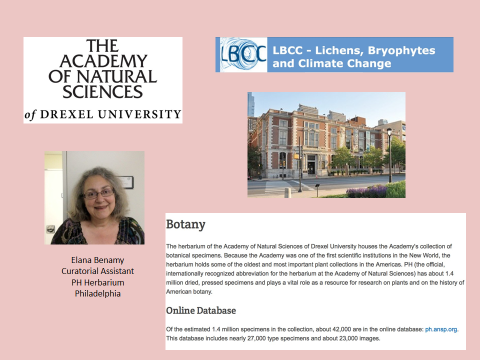 THE
ACADEMY
OF NATURAL
SCIENCES
of DREXEL UNIVERSITY
LBCC
LBCC - Lichens, Bryophytes
and Climate Change
Elana Benamy
Curatorial Assistant
PH Herbarium
Philadelphia
Botany
The herbarium of the Academy of Natural Sciences of Drexel University houses the Academy's collection of
botanical specimens. Because the Academy was one of the first scientific institutions in the New World, the
herbarium holds some of the oldest and most important plant collections in the Americas. PH (the official,
internationally recognized abbreviation for the herbarium at the Academy of Natural Sciences) has about 1.4
million dried, pressed specimens and plays a vital role as a resource for research on plants and on the history of
American botany.
Online Database
Of the estimated 1.4 million specimens in the collection, about 42,000 are in the online database: ph.ansp.org.
This database includes nearly 27,000 type specimens and about 23,000 images.